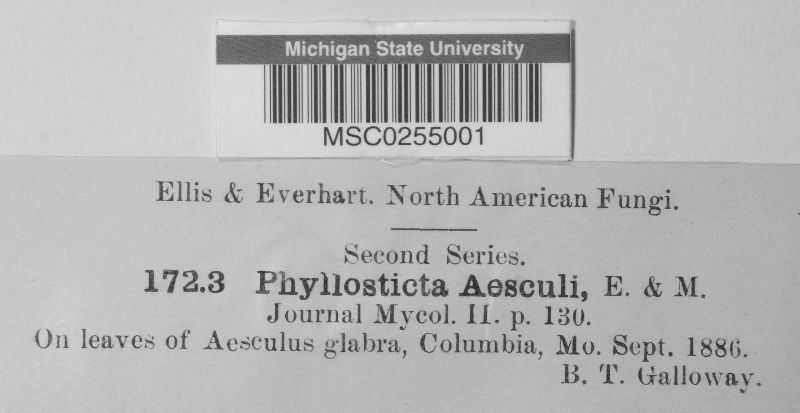 Michigan State University
MSC0255001
Ellis & Everhart. North American Fungi.
Second Series.
172.3 Phyllosticta Aesculi, E. & M.
Journal Mycol. II. p. 130.
On leaves of Aesculus glabra, Columbia, Mo. Sept. 1886.
B. T. Galloway.